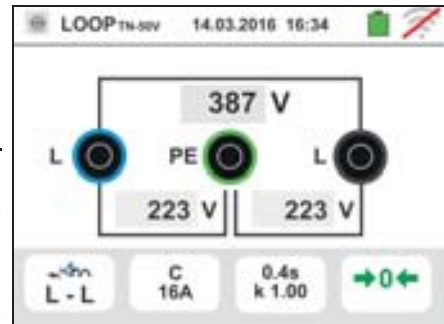 LOOP TN-50V 14.03.2016 16:34
387 V
L PE L
223 V 223 V
L - L C 16A 0.4s k 1.00 →0←